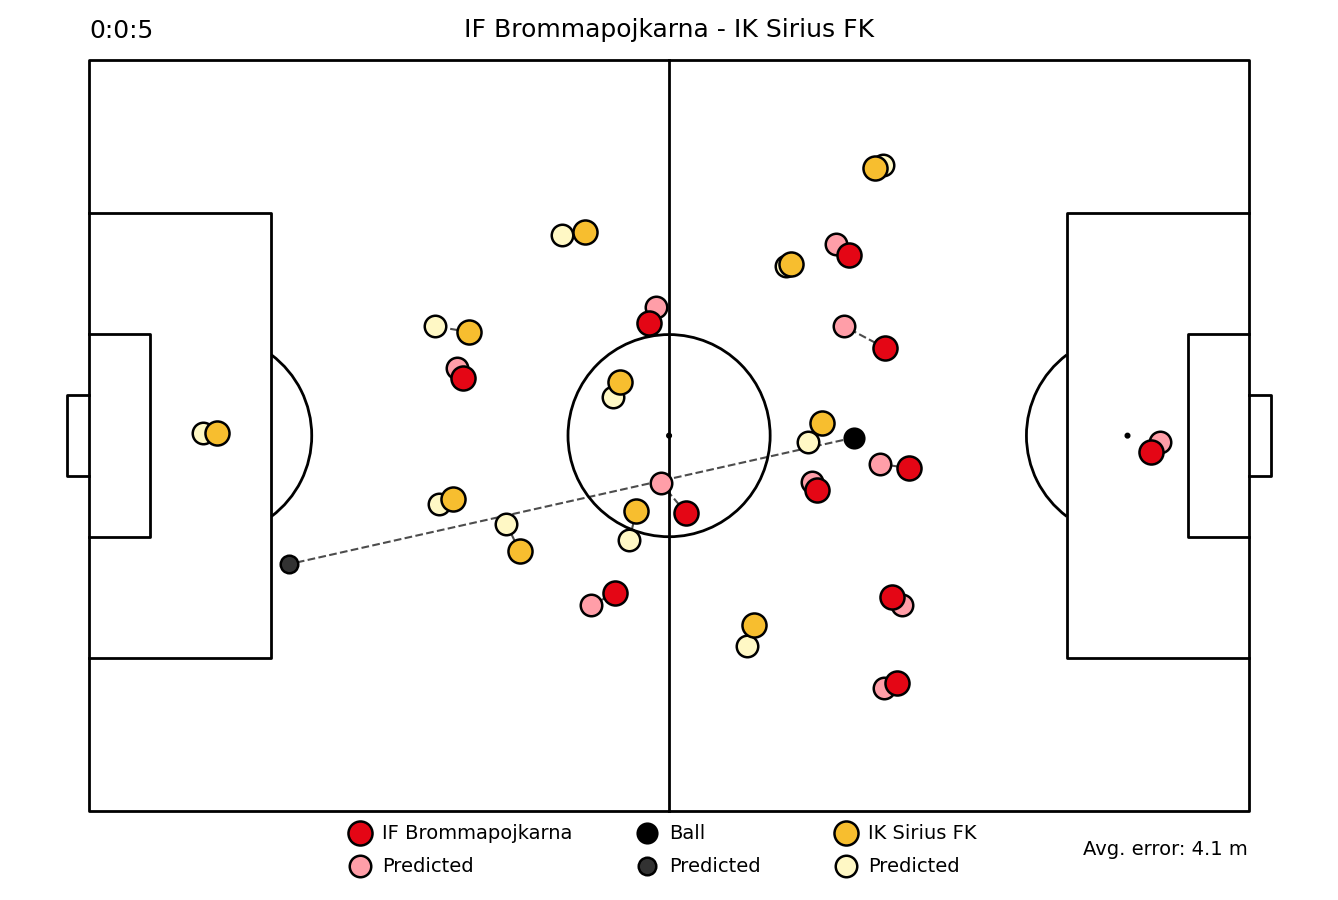 0:0:5
IF Brommapojkarna - IK Sirius FK
IF Brommapojkarna
Ball
IK Sirius FK
Predicted
Predicted
Predicted
Avg. error: 4.1 m